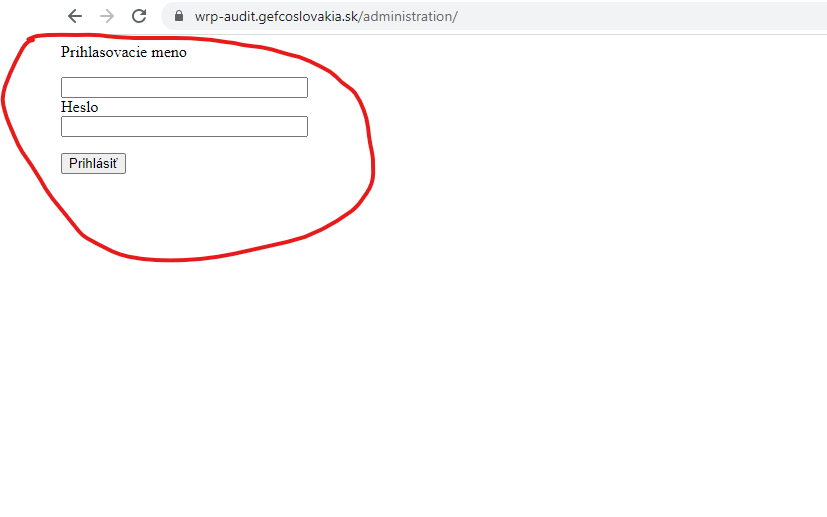 wrp-audit.gefcoslovakia.sk/administration/
Prihlasovacie meno
Heslo
Prihlásiť